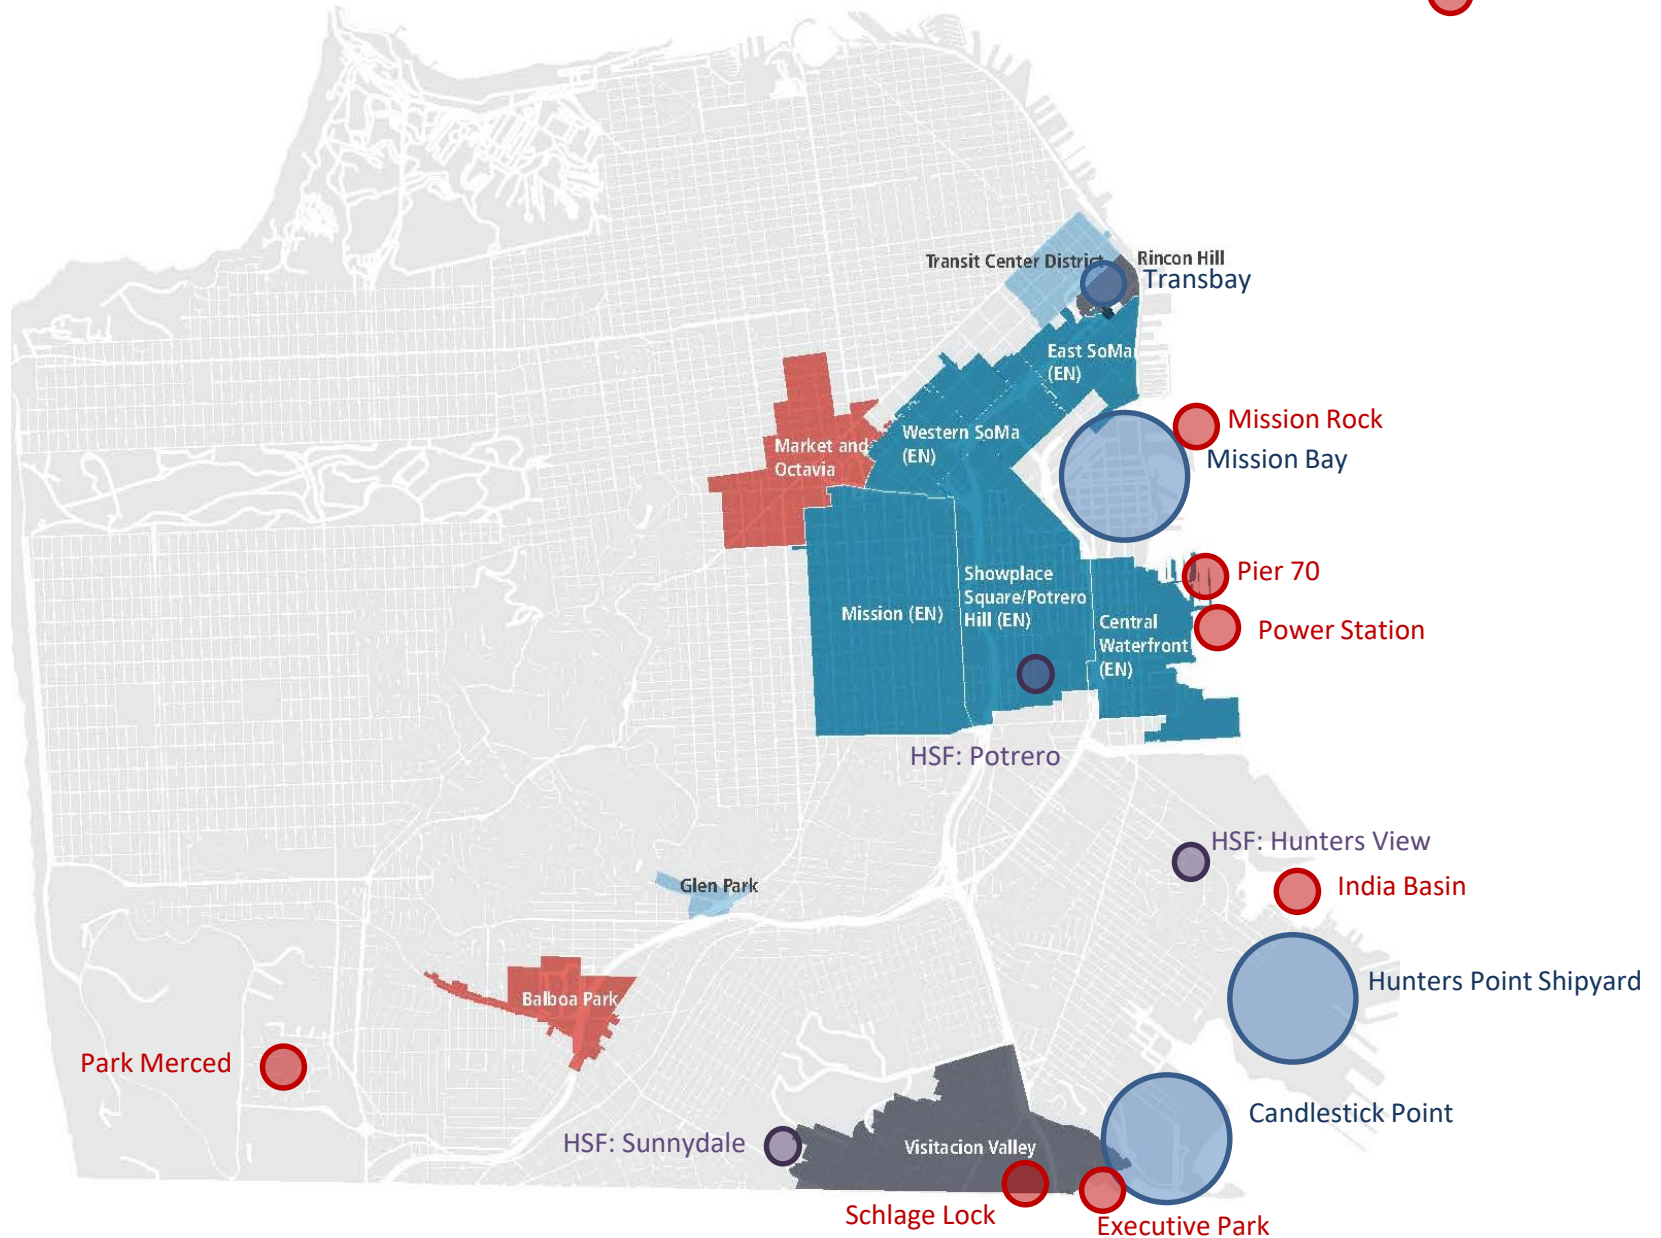 Transit Center District
Rincon Hill
Transbay
East SoMa
(EN)
Mission Rock
Market and
Octavia
Western SoMa
(EN)
Mission Bay
Pier 70
Showplace
Square/Potrero
Hill (EN)
Mission (EN)
Central
Waterfront
(EN)
Power Station
HSF: Potrero
HSF: Hunters View
India Basin
Glen Park
Hunters Point Shipyard
Balboa Park
Park Merced
Candlestick Point
HSF: Sunnydale
Visitacion Valley
Schlage Lock
Executive Park